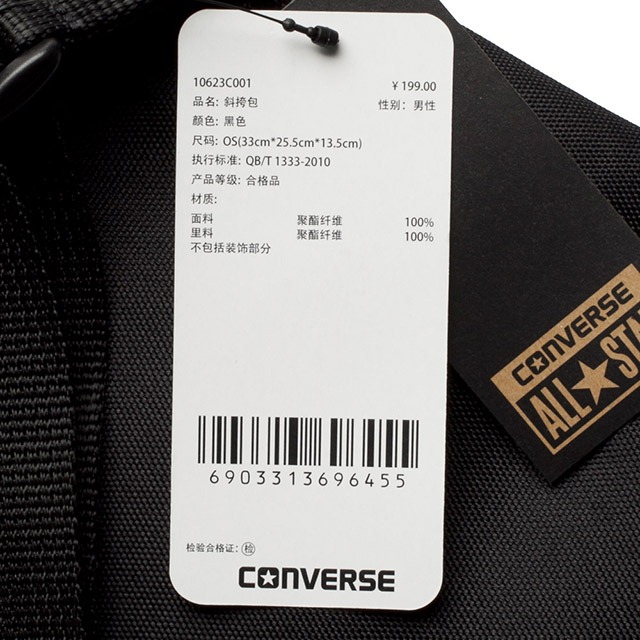 10623C001 ¥ 199.00
品名: 斜挎包 性别: 男性
颜色: 黑色
尺码: OS(33cm*25.5cm*13.5cm)
执行标准: QB/T 1333-2010
产品等级: 合格品
材质:
面料 聚酯纤维 100%
里料 聚酯纤维 100%
不包括装饰部分
CONVERSE
ALL★STA
6903313696455
检验合格证: 检
CONVERSE